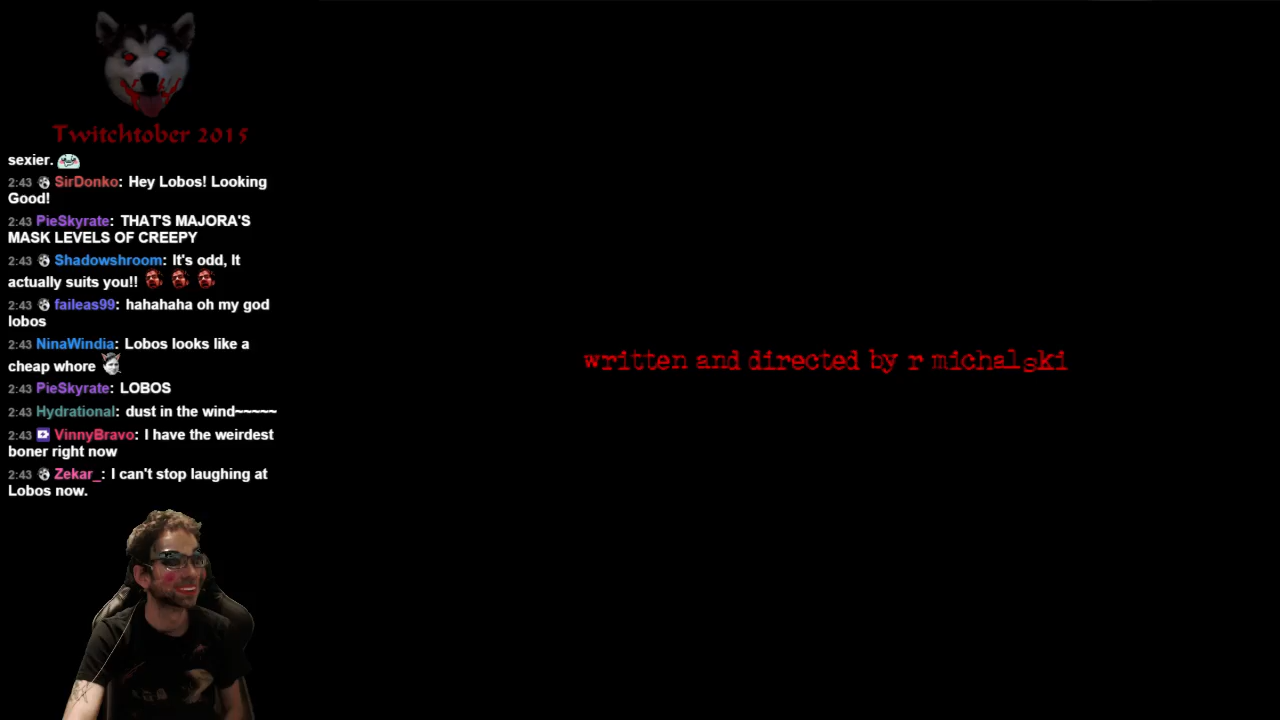 Twitchtober 2015
sexier.
2:43 SirDonko: Hey Lobos! Looking
Good!
2:43 PieSkyrate: THAT'S MAJORA'S
MASK LEVELS OF CREEPY
2:43 Shadowshroom: It's odd, It
actually suits you!!
2:43 faileas99: hahahaha oh my god
lobos
2:43 NinaWindia: Lobos looks like a
cheap whore
2:43 PieSkyrate: LOBOS
2:43 Hydrational: dust in the wind~~~~~
2:43 VinnyBravo: I have the weirdest
boner right now
2:43 Zekar_: I can't stop laughing at
Lobos now.
written and directed by r michalski